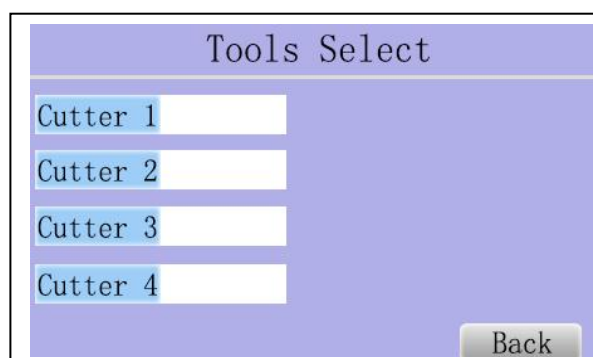 Tools Select
Cutter 1
Cutter 2
Cutter 3
Cutter 4
Back